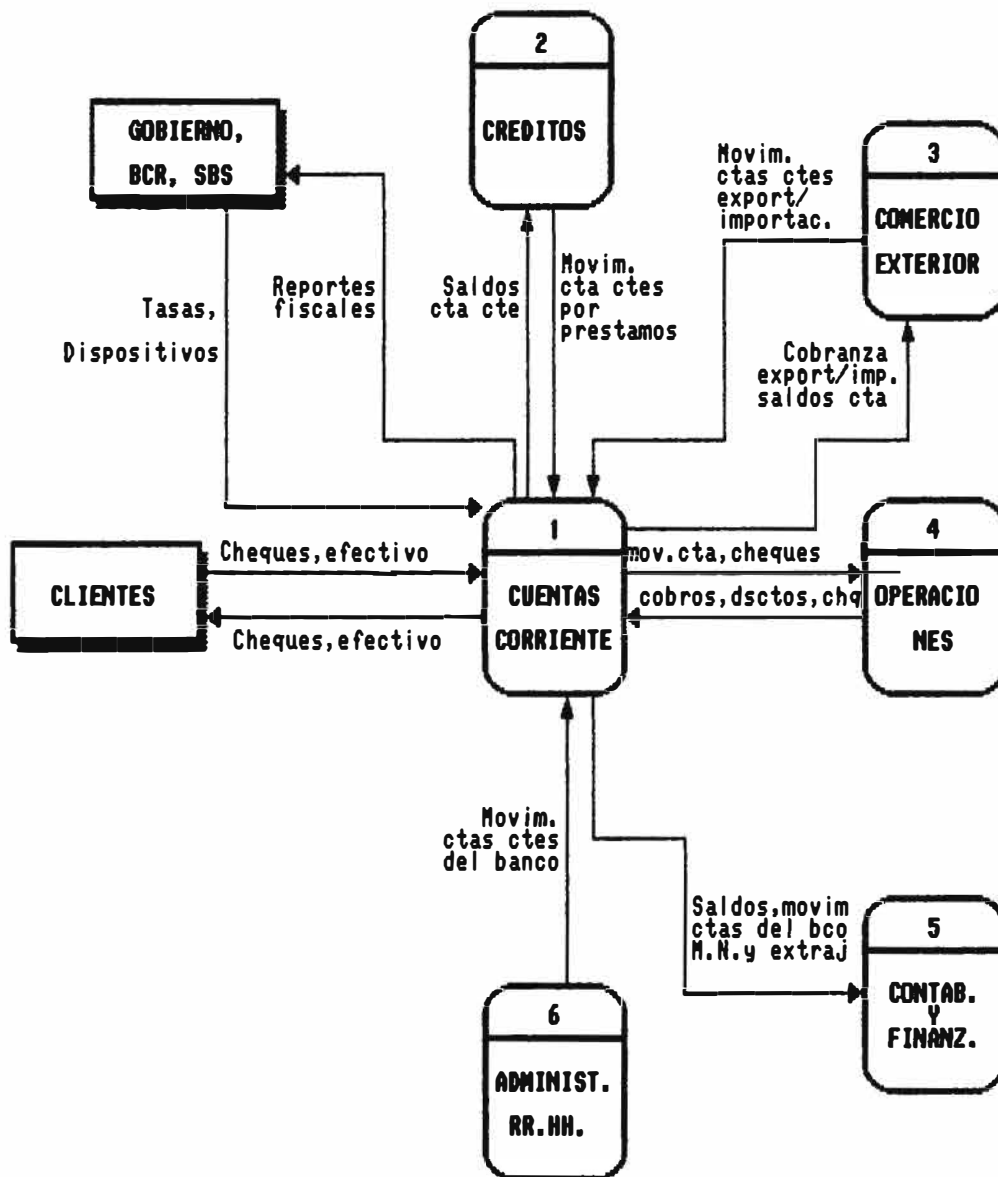 2
CREDITOS
GOBIERNO,
BCR, SBS
3
COMERCIO
EXTERIOR
Movim.
ctas ctes
export/
importac.
Tasas,
Dispositivos
Reportes
fiscales
Saldos
cta cte
Movim.
cta ctes
por
prestamos
Cobranza
export/imp.
saldos cta
CLIENTES
Cheques,efectivo
Cheques,efectivo
1
CUENTAS
CORRIENTE
mov.cta,cheques
cobros,dsctos,chq
4
OPERACIO
NES
Movim.
ctas ctes
del banco
Saldos,movim
ctas del bco
M.N.y extraj
5
CONTAB.
Y
FINANZ.
6
ADMINIST.
RR.HH.